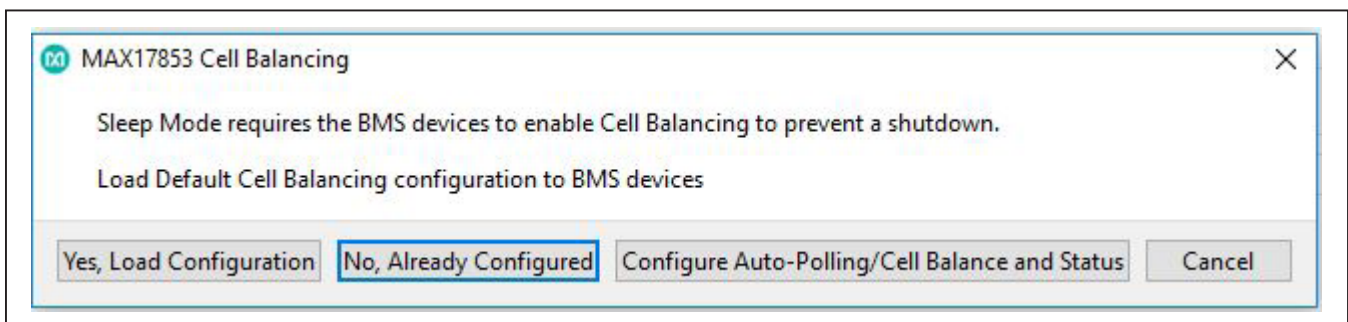 MAX17853 Cell Balancing
Sleep Mode requires the BMS devices to enable Cell Balancing to prevent a shutdown.
Load Default Cell Balancing configuration to BMS devices
Yes, Load Configuration No, Already Configured Configure Auto-Polling/Cell Balance and Status Cancel